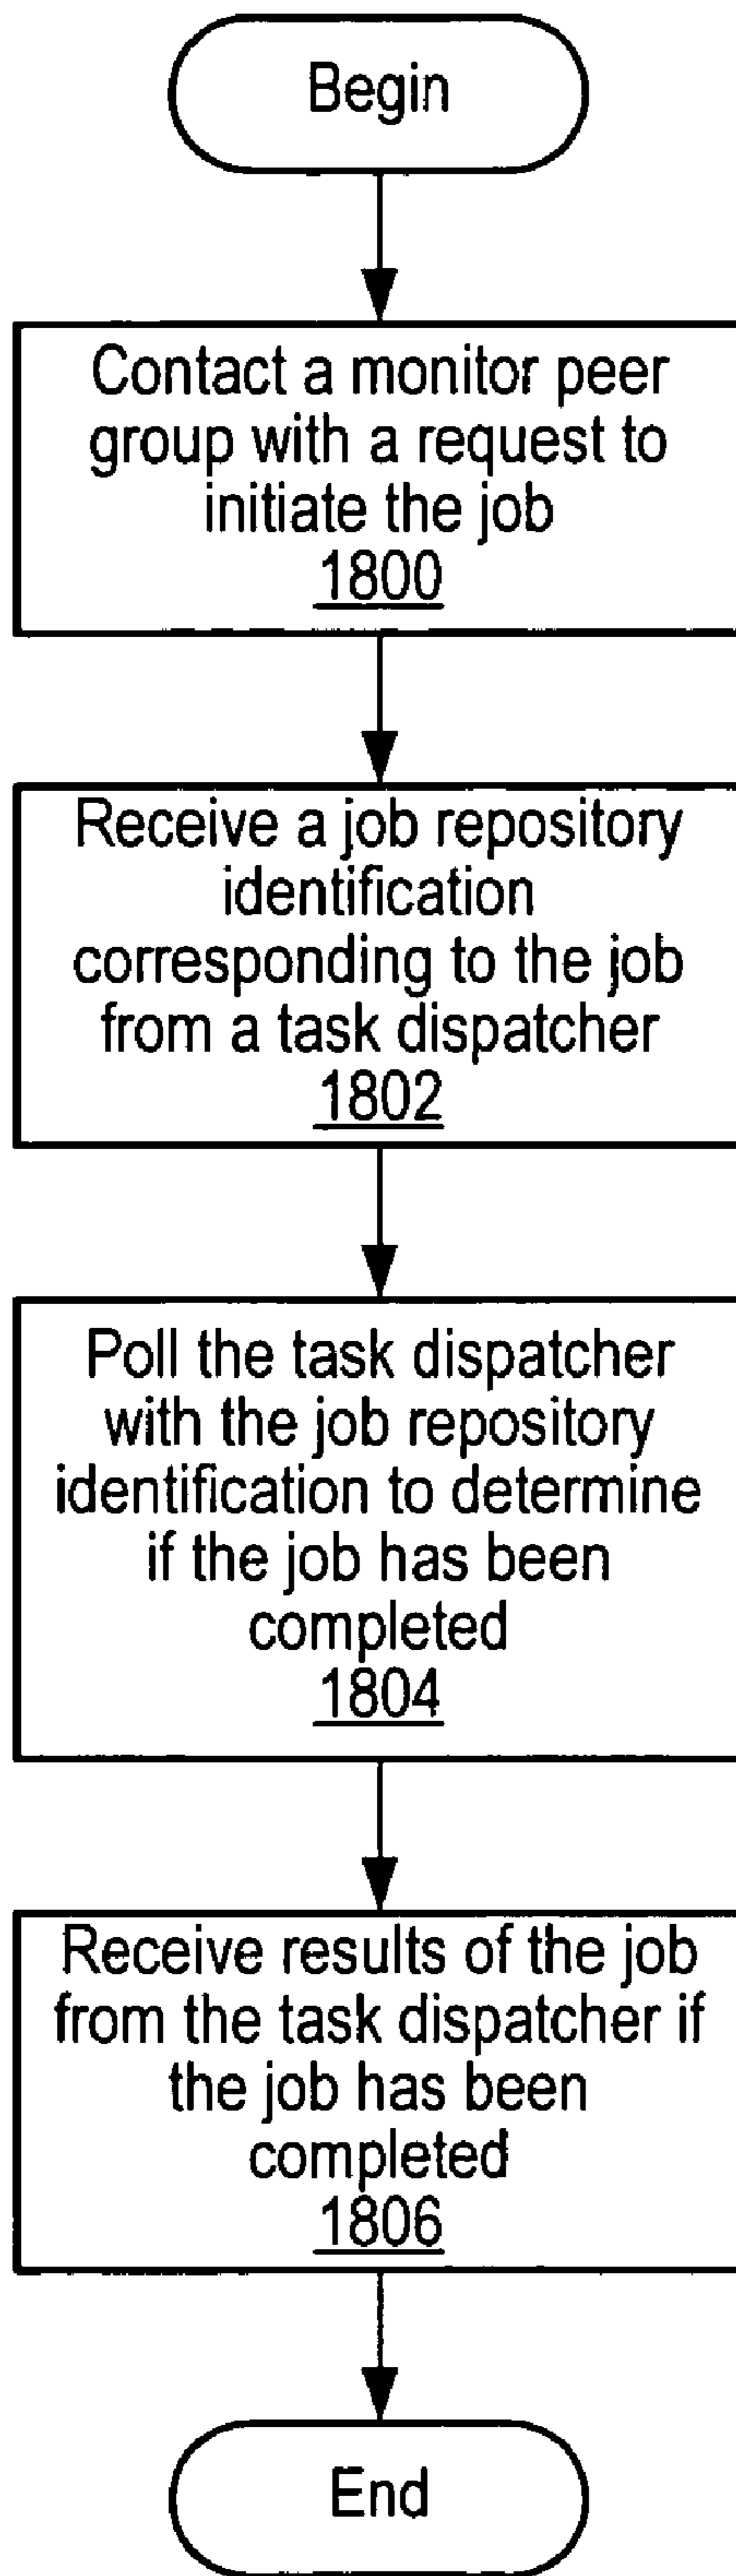 Begin
Contact a monitor peer
group with a request to
initiate the job
1800
Receive a job repository
identification
corresponding to the job
from a task dispatcher
1802
Poll the task dispatcher
with the job repository
identification to determine
if the job has been
completed
1804
Receive results of the job
from the task dispatcher if
the job has been
completed
1806
End